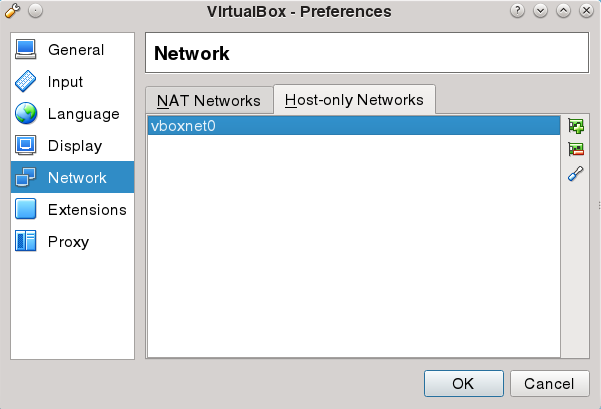 VirtualBox - Preferences
General
Input
Language
Display
Network
Extensions
Proxy
Network
NAT Networks
Host-only Networks
vboxnet0
OK
Cancel